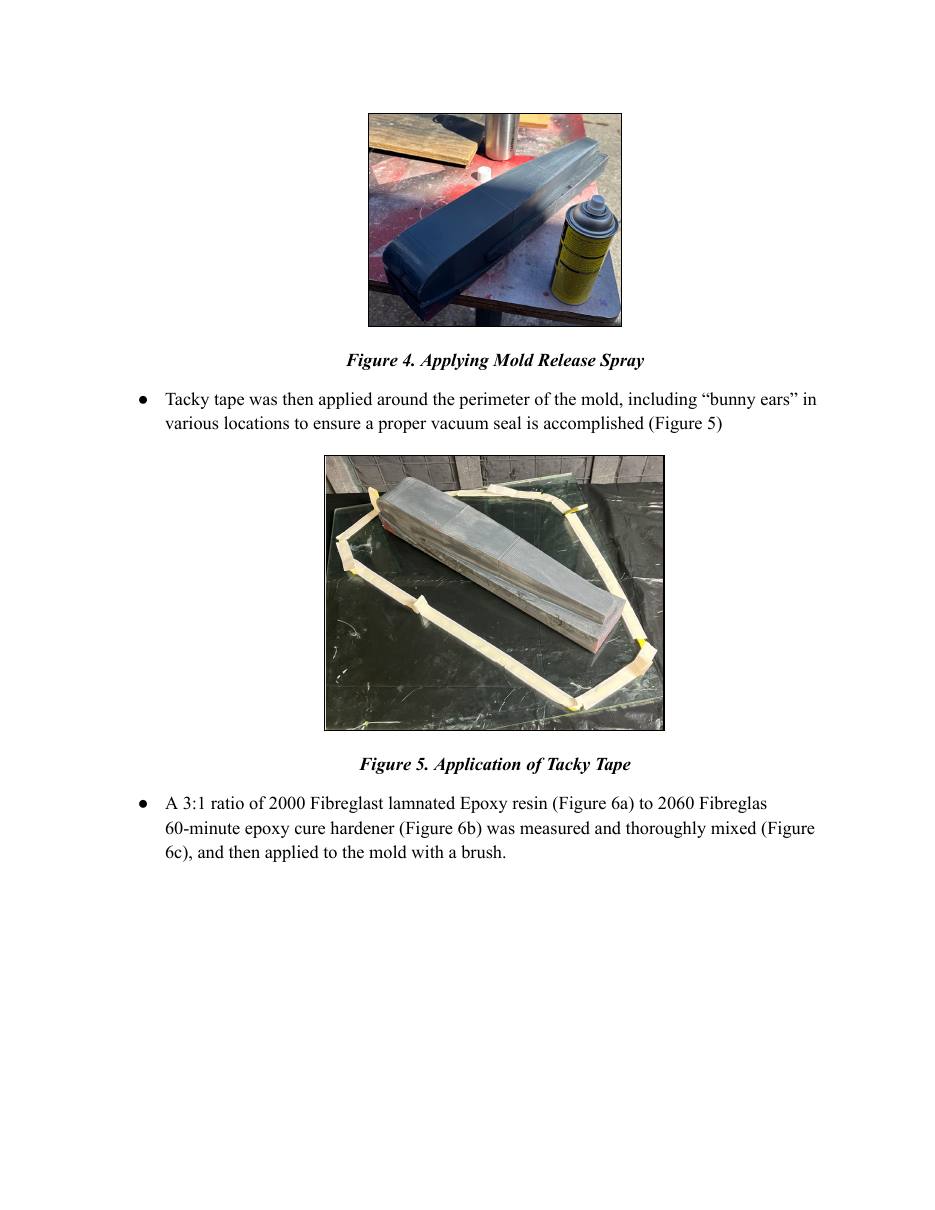 Figure 4. Applying Mold Release Spray
● Tacky tape was then applied around the perimeter of the mold, including “bunny ears” in
various locations to ensure a proper vacuum seal is accomplished (Figure 5)
Figure 5. Application of Tacky Tape
● A 3:1 ratio of 2000 Fibreglast lamnated Epoxy resin (Figure 6a) to 2060 Fibreglas
60-minute epoxy cure hardener (Figure 6b) was measured and thoroughly mixed (Figure
6c), and then applied to the mold with a brush.